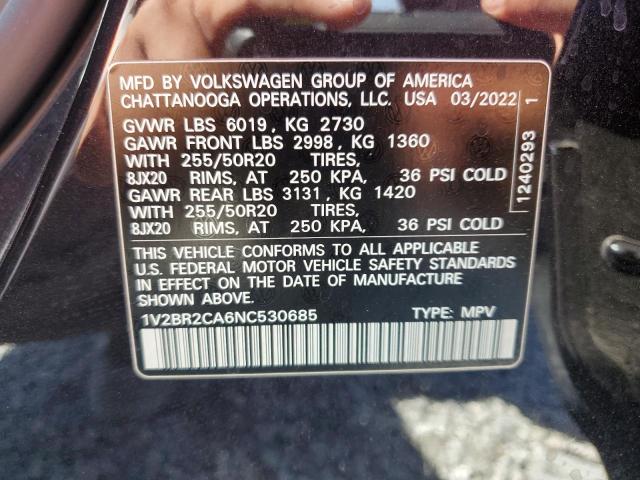 MFD BY VOLKSWAGEN GROUP OF AMERICA
CHATTANOOGA OPERATIONS, LLC. USA 03/2022
GVWR LBS 6019, KG 2730
GAWR FRONT LBS 2998, KG 1360
WITH 255/50R20 TIRES,
8JX20 RIMS, AT 250 KPA, 36 PSI COLD
GAWR REAR LBS 3131, KG 1420
WITH 255/50R20 TIRES,
8JX20 RIMS, AT 250 KPA, 36 PSI COLD
THIS VEHICLE CONFORMS TO ALL APPLICABLE
U.S. FEDERAL MOTOR VEHICLE SAFETY STANDARDS
IN EFFECT ON THE DATE OF MANUFACTURE
SHOWN ABOVE.
1V2BR2CA6NC530685 TYPE: MPV
1240293 1